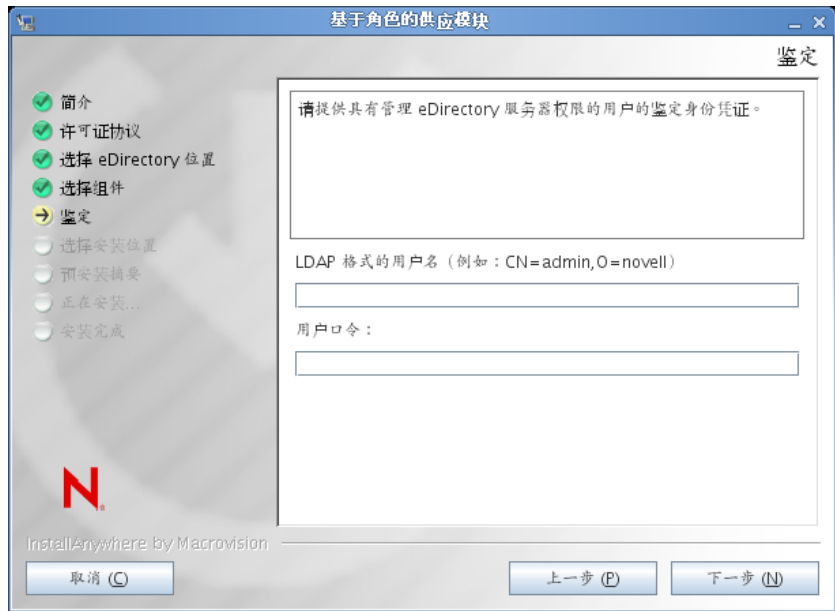 基于角色的供应模块
鉴定
简介
许可证协议
选择 eDirectory 位置
选择组件
鉴定
选择安装位置
预安装摘要
正在安装...
安装完成
请提供具有管理 eDirectory 服务器权限的用户的鉴定身份凭证。
LDAP 格式的用户名（例如：CN=admin,O=novell）
用户口令：
N
InstallAnywhere by Macrovision
取消 (C)
上一步 (P)
下一步 (N)